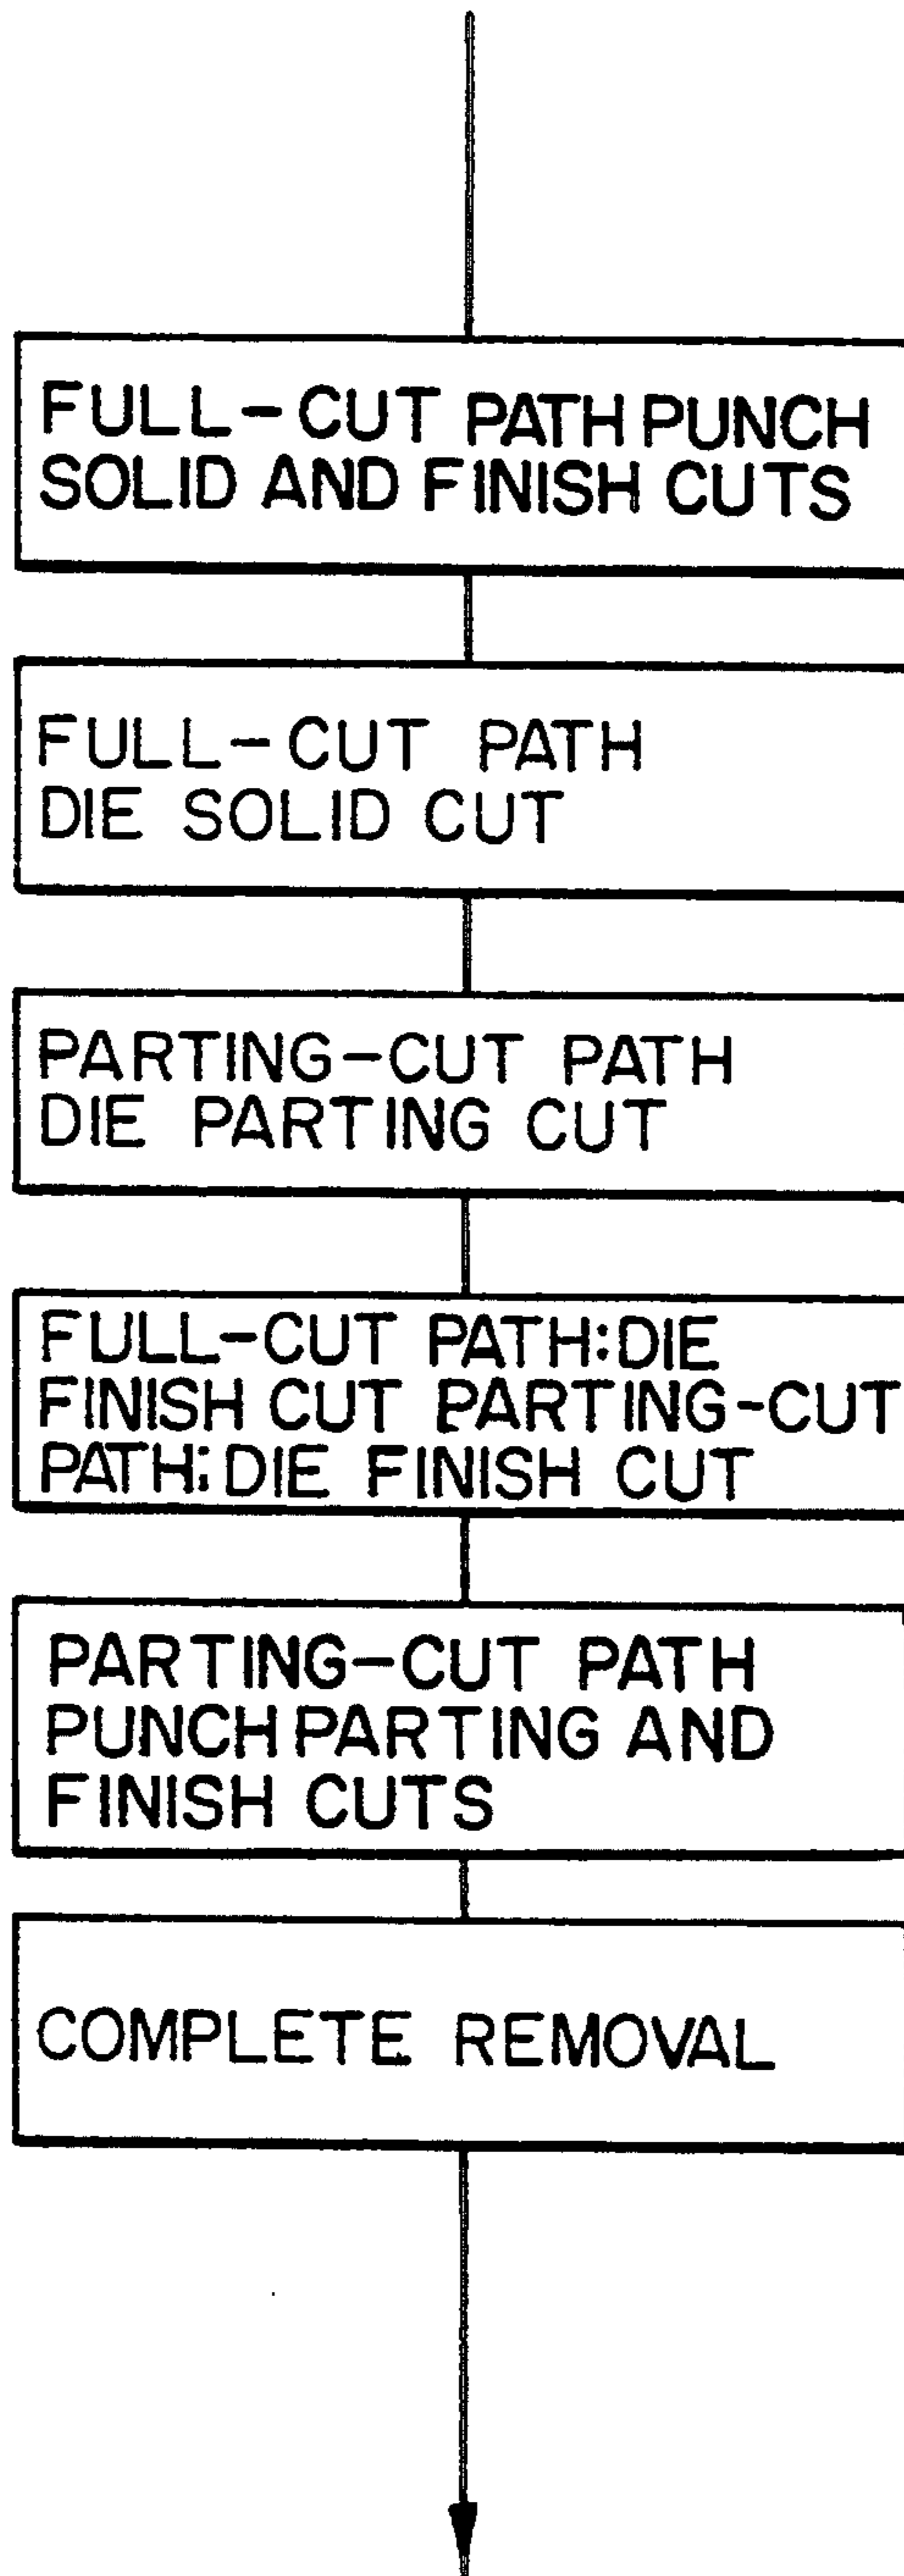 FULL-CUT PATH PUNCH
SOLID AND FINISH CUTS
FULL-CUT PATH
DIE SOLID CUT
PARTING-CUT PATH
DIE PARTING CUT
FULL-CUT PATH:DIE
FINISH CUT PARTING-CUT
PATH:DIE FINISH CUT
PARTING-CUT PATH
PUNCH PARTING AND
FINISH CUTS
COMPLETE REMOVAL